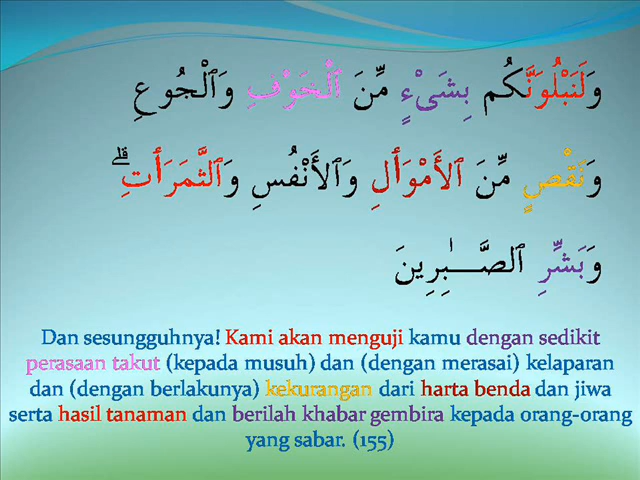 وَلَنَبْلُوَنَّكُم بِشَىْءٍ مِّنَ ٱلْخَوْفِ وَٱلْجُوعِ
وَنَقْصٍ مِّنَ ٱلْأَمْوَٲلِ وَٱلْأَنْفُسِ وَٱلثَّمَرَٲتِ‌ۗ
وَبَشِّرِ ٱلصَّـٰبِرِينَ
Dan sesungguhnya! Kami akan menguji kamu dengan sedikit
perasaan takut (kepada musuh) dan (dengan merasai) kelaparan
dan (dengan berlakunya) kekurangan dari harta benda dan jiwa
serta hasil tanaman dan berilah khabar gembira kepada orang-orang
yang sabar. (155)